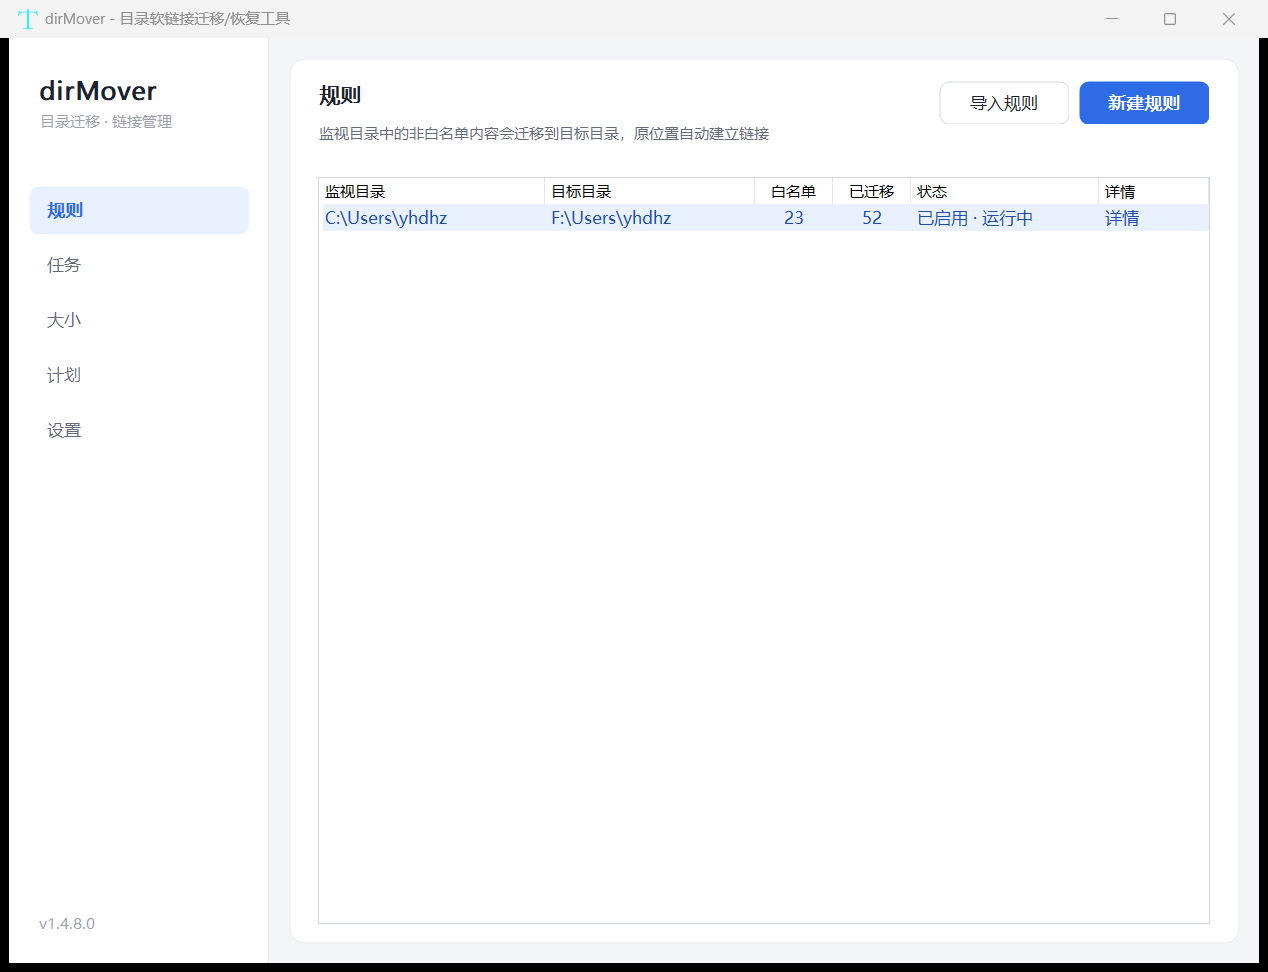 dirMover - 目录软链接迁移/恢复工具
dirMover
目录迁移 · 链接管理
规则
任务
大小
计划
设置
v1.4.8.0
规则
监视目录中的非白名单内容会迁移到目标目录，原位置自动建立链接
导入规则
新建规则
监视目录 目标目录 白名单 已迁移 状态 详情
C:\Users\yhdhz F:\Users\yhdhz 23 52 已启用 · 运行中 详情